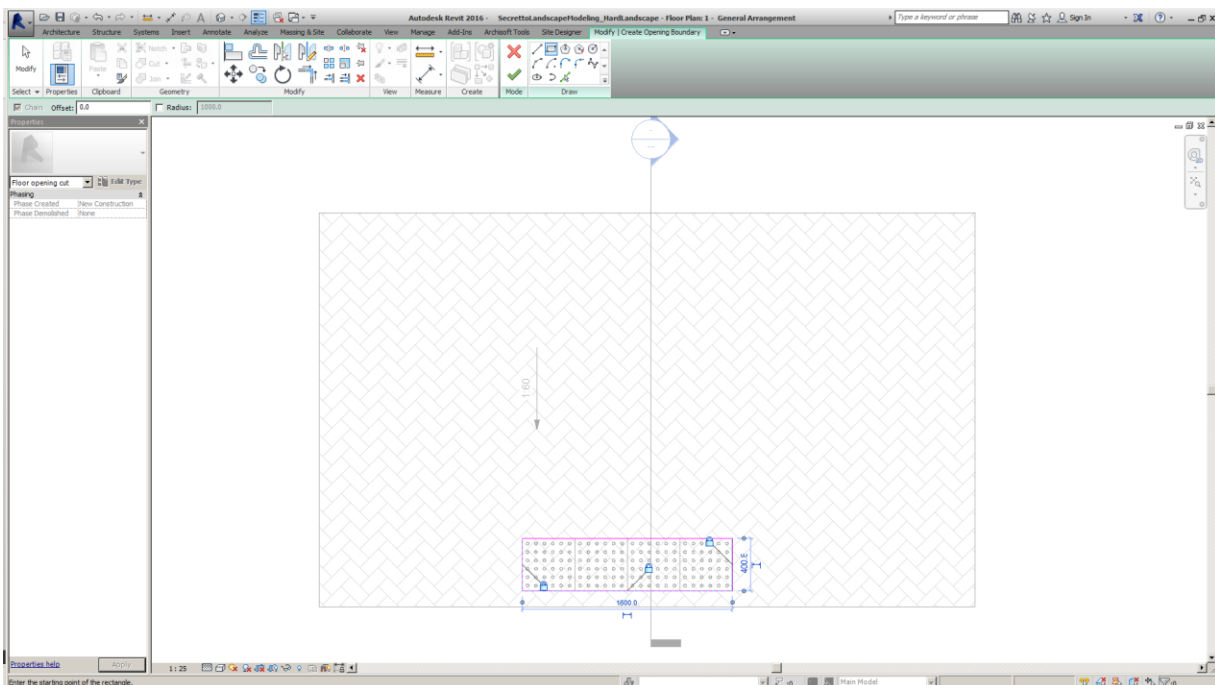 Autodesk Revit 2016 - SecrettoLandscapeModeling_HardLandscape - Floor Plan: 1 - General Arrangement
Type a keyword or phrase
Sign In
Architecture Structure Systems Insert Annotate Analyze Massing & Site Collaborate View Manage Add-Ins Archisoft Tools Site Designer Modify | Create Opening Boundary
Modify
Paste
Notch
Cut
Join
Select Properties Clipboard Geometry Modify View Measure Create Mode Draw
Chain Offset: 0.0 Radius: 1000.0
Properties
Floor opening cut Edit Type
Phasing
Phase Created New Construction
Phase Demolished None
1:60
400.6
1600.0
Properties help Apply
1 : 25
Enter the starting point of the rectangle.
Main Model